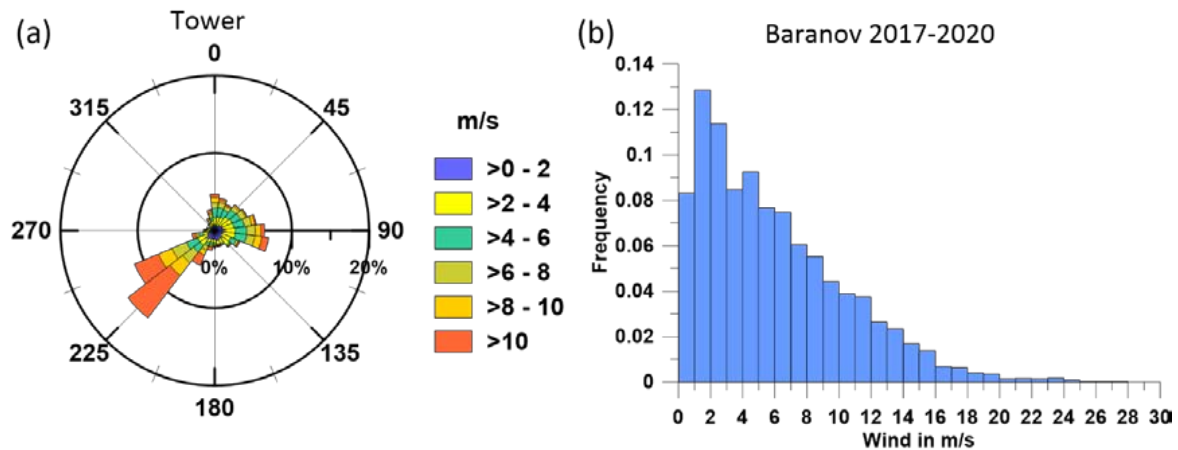 (a) Tower
0
45
90
135
180
225
270
315
0% 10% 20%
m/s
>0 - 2
>2 - 4
>4 - 6
>6 - 8
>8 - 10
>10
(b) Baranov 2017-2020
Frequency
0.14
0.12
0.1
0.08
0.06
0.04
0.02
0
0 2 4 6 8 10 12 14 16 18 20 22 24 26 28 30
Wind in m/s